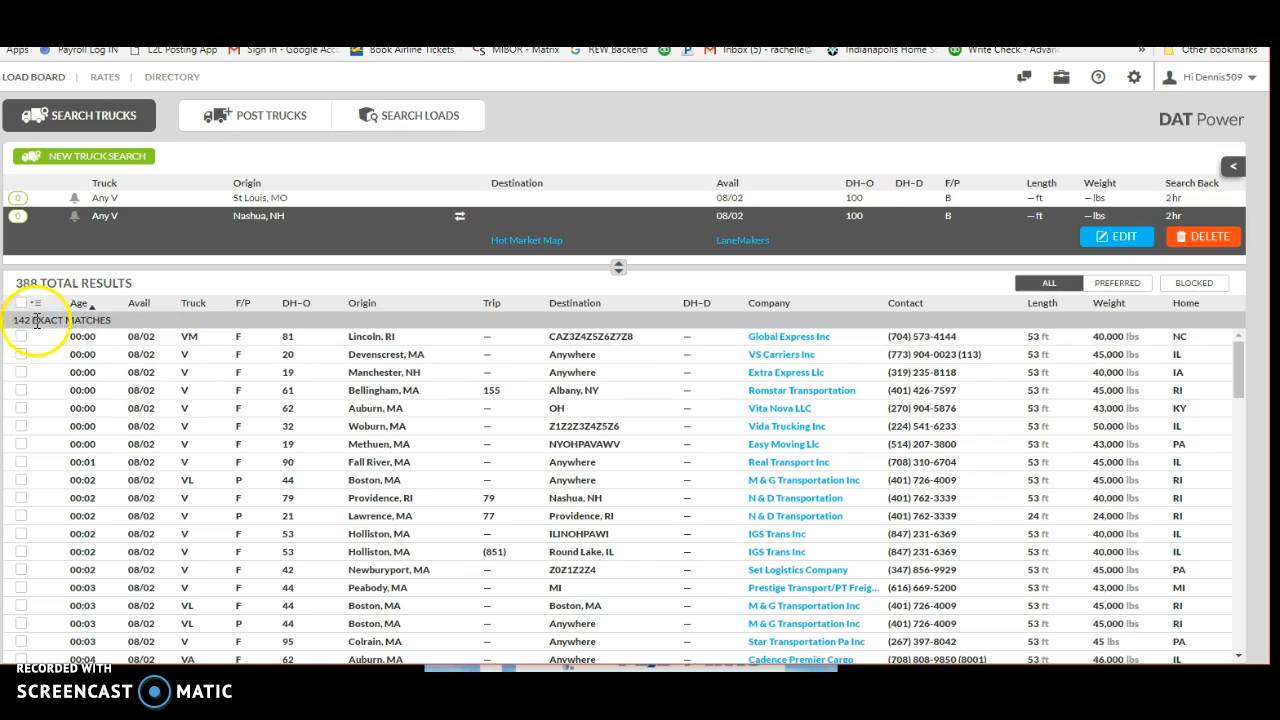 Apps Payroll Log IN L2L Posting App Sign in - Google Acc Book Airline Tickets, MIBOR - Matrix REW Backend Inbox (5) - rachelle@ Indianapolis Home S Write Check - Advan » Other bookmarks
LOAD BOARD RATES DIRECTORY Hi Dennis509
SEARCH TRUCKS POST TRUCKS SEARCH LOADS DAT Power
NEW TRUCK SEARCH <
Truck Origin Destination Avail DH–O DH–D F/P Length Weight Search Back
0 Any V St Louis, MO 08/02 100 B —ft —lbs 2hr
0 Any V Nashua, NH 08/02 100 B —ft —lbs 2hr
Hot Market Map LaneMakers EDIT DELETE
388 TOTAL RESULTS ALL PREFERRED BLOCKED
Age Avail Truck F/P DH–O Origin Trip Destination DH–D Company Contact Length Weight Home
142 EXACT MATCHES
00:00 08/02 VM F 81 Lincoln, RI — CAZ3Z4Z5Z6Z7Z8 — Global Express Inc (704) 573-4144 53 ft 40,000 lbs NC
00:00 08/02 V F 20 Devenscrest, MA — Anywhere — VS Carriers Inc (773) 904-0023 (113) 53 ft 45,000 lbs IL
00:00 08/02 V F 19 Manchester, NH — Anywhere — Extra Express Llc (319) 235-8118 53 ft 40,000 lbs IA
00:00 08/02 V F 61 Bellingham, MA 155 Albany, NY — Romstar Transportation (401) 426-7597 53 ft 45,000 lbs RI
00:00 08/02 V F 62 Auburn, MA — OH — Vita Nova LLC (270) 904-5876 53 ft 43,000 lbs KY
00:00 08/02 V F 32 Woburn, MA — Z1Z2Z3Z4Z5Z6 — Vida Trucking Inc (224) 541-6233 53 ft 50,000 lbs IL
00:00 08/02 V F 19 Methuen, MA — NYOHPAVAWV — Easy Moving Llc (514) 207-3800 53 ft 43,000 lbs PA
00:01 08/02 V F 90 Fall River, MA — Anywhere — Real Transport Inc (708) 310-6704 53 ft 45,000 lbs IL
00:02 08/02 VL P 44 Boston, MA — Anywhere — M & G Transportation Inc (401) 726-4009 53 ft 45,000 lbs RI
00:02 08/02 V F 79 Providence, RI 79 Nashua, NH — N & D Transportation (401) 762-3339 53 ft 40,000 lbs RI
00:02 08/02 V P 21 Lawrence, MA 77 Providence, RI — N & D Transportation (401) 762-3339 24 ft 24,000 lbs RI
00:02 08/02 V F 53 Holliston, MA — ILINOHPAWI — IGS Trans Inc (847) 231-6369 53 ft 40,000 lbs IL
00:02 08/02 V F 53 Holliston, MA (851) Round Lake, IL — IGS Trans Inc (847) 231-6369 53 ft 40,000 lbs IL
00:02 08/02 V F 42 Newburyport, MA — Z0Z1Z2Z4 — Set Logistics Company (347) 856-9929 53 ft 45,000 lbs PA
00:03 08/02 V F 44 Peabody, MA — MI — Prestige Transport/PT Freig... (616) 669-5200 53 ft 43,000 lbs MI
00:03 08/02 VL F 44 Boston, MA — Boston, MA — M & G Transportation Inc (401) 726-4009 53 ft 45,000 lbs RI
00:03 08/02 VL P 44 Boston, MA — Anywhere — M & G Transportation Inc (401) 726-4009 53 ft 45,000 lbs RI
00:03 08/02 V F 95 Colrain, MA — Anywhere — Star Transportation Pa Inc (267) 397-8042 53 ft 45 lbs PA
00:04 08/02 VA F 62 Auburn, MA — Anywhere — Cadence Premier Cargo (708) 808-9850 (8001) 53 ft 46,000 lbs IL
RECORDED WITH
SCREENCAST MATIC